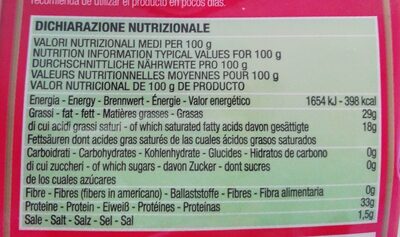 recomienda de utilizar el producto en pocos días.
DICHIARAZIONE NUTRIZIONALE
VALORI NUTRIZIONALI MEDI PER 100 g
NUTRITION INFORMATION TYPICAL VALUES FOR 100 g
DURCHSCHNITTLICHE NÄHRWERTE PRO 100 g
VALEURS NUTRITIONNELLES MOYENNES POUR 100 g
VALOR NUTRICIONAL DE 100 g DE PRODUCTO
Energia - Energy - Brennwert - Énergie - Valor energético 1654 kJ - 398 kcal
Grassi - fat - fett - Matières grasses - Grasas 29g
di cui acidi grassi saturi - of which saturated fatty acids davon gesättigte 18g
Fettsäuren dont acides gras saturés de las cuales ácidos grasos saturados
Carboidrati - Carbohydrates - Kohlenhydrate - Glucides - Hidratos de carbono 0g
di cui zuccheri - of which sugars - davon Zucker - dont sucres 0g
de los cuales azúcares
Fibre - Fibres (fibers in americano) - Ballaststoffe - Fibres - Fibra alimentaria 0g
Proteine - Protein - Eiweiß - Protéines - Proteinas 33g
Sale - Salt - Salz - Sel - Sal 1,5g